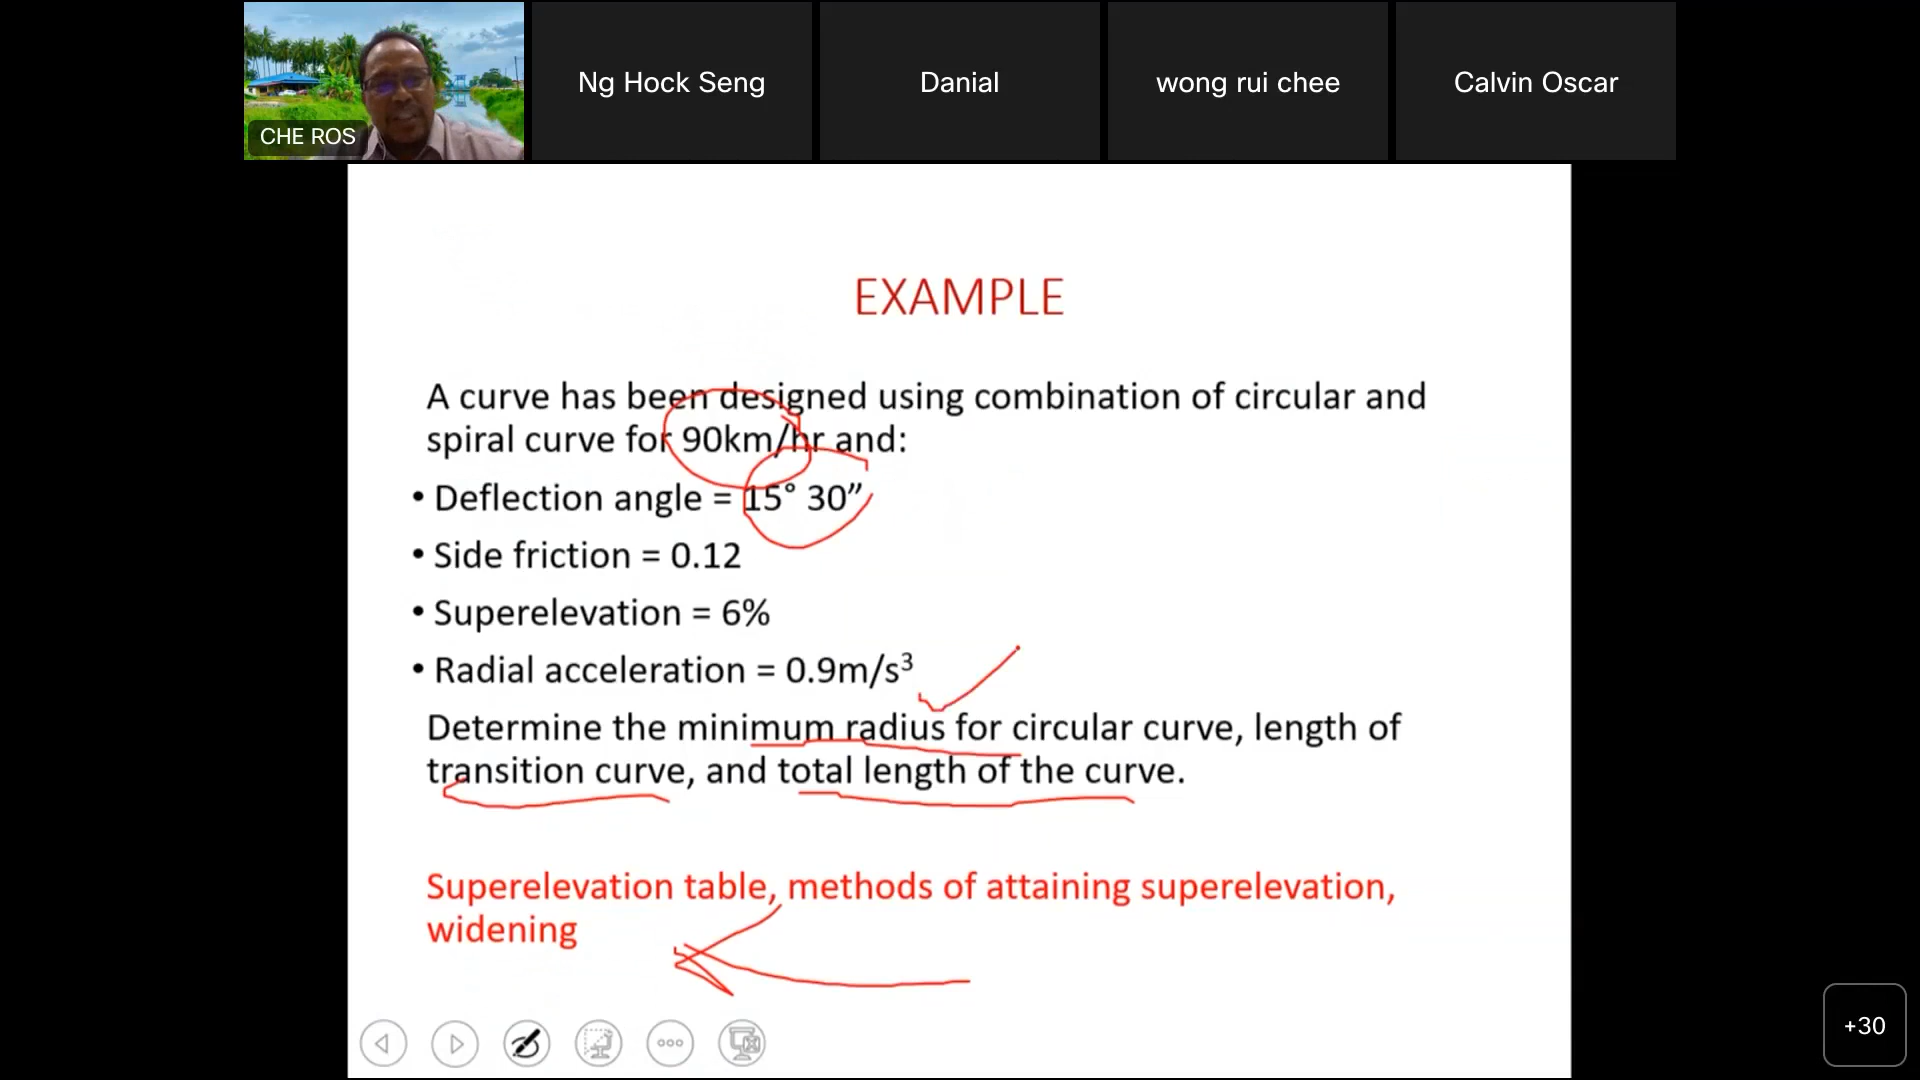 CHE ROS
Ng Hock Seng
Danial
wong rui chee
Calvin Oscar
EXAMPLE
A curve has been designed using combination of circular and
spiral curve for 90km/hr and:
• Deflection angle = 15° 30”
• Side friction = 0.12
• Superelevation = 6%
• Radial acceleration = 0.9m/s³
Determine the minimum radius for circular curve, length of
transition curve, and total length of the curve.
Superelevation table, methods of attaining superelevation,
widening
+30